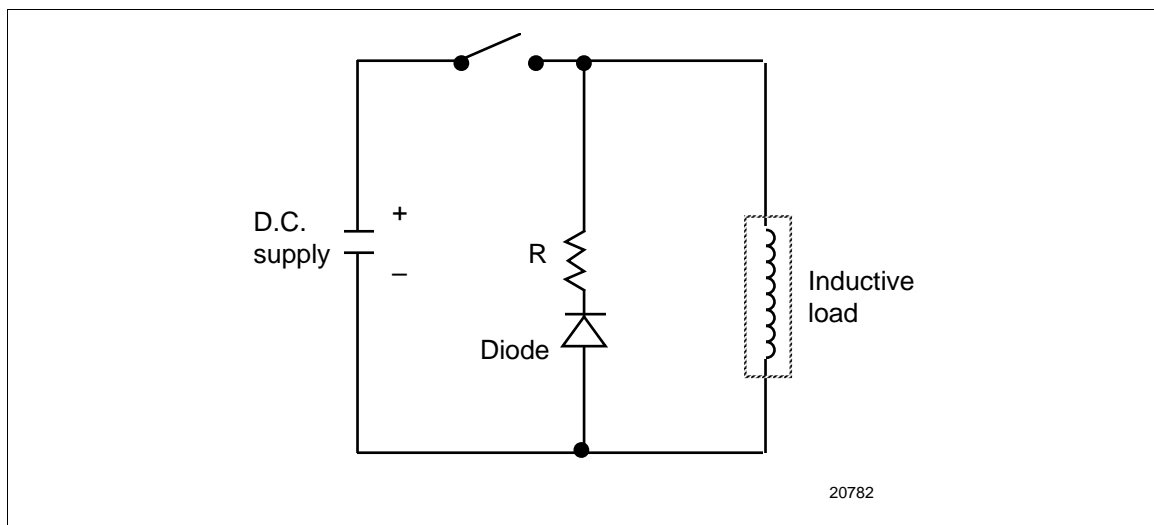 D.C.
supply
+
–
R
Diode
Inductive
load
20782